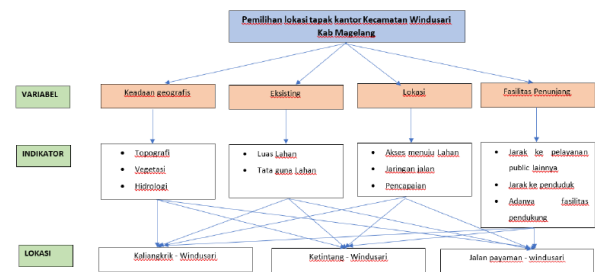 Pemilihan lokasi tapak kantor Kecamatan Windusari
Kab Magelang
VARIABEL
Keadaan geografis
Eksisting
Lokasi
Fasilitas Penunjang
INDIKATOR
• Topografi
• Vegetasi
• Hidrologi
• Luas Lahan
• Tata guna Lahan
• Akses menuju Lahan
• Jaringan jalan
• Pencapaian
• Jarak ke pelayanan
public lainnya
• Jarak ke penduduk
• Adanya fasilitas
pendukung
LOKASI
Kaliangkrik - Windusari
Ketintang - Windusari
Jalan payaman - windusari